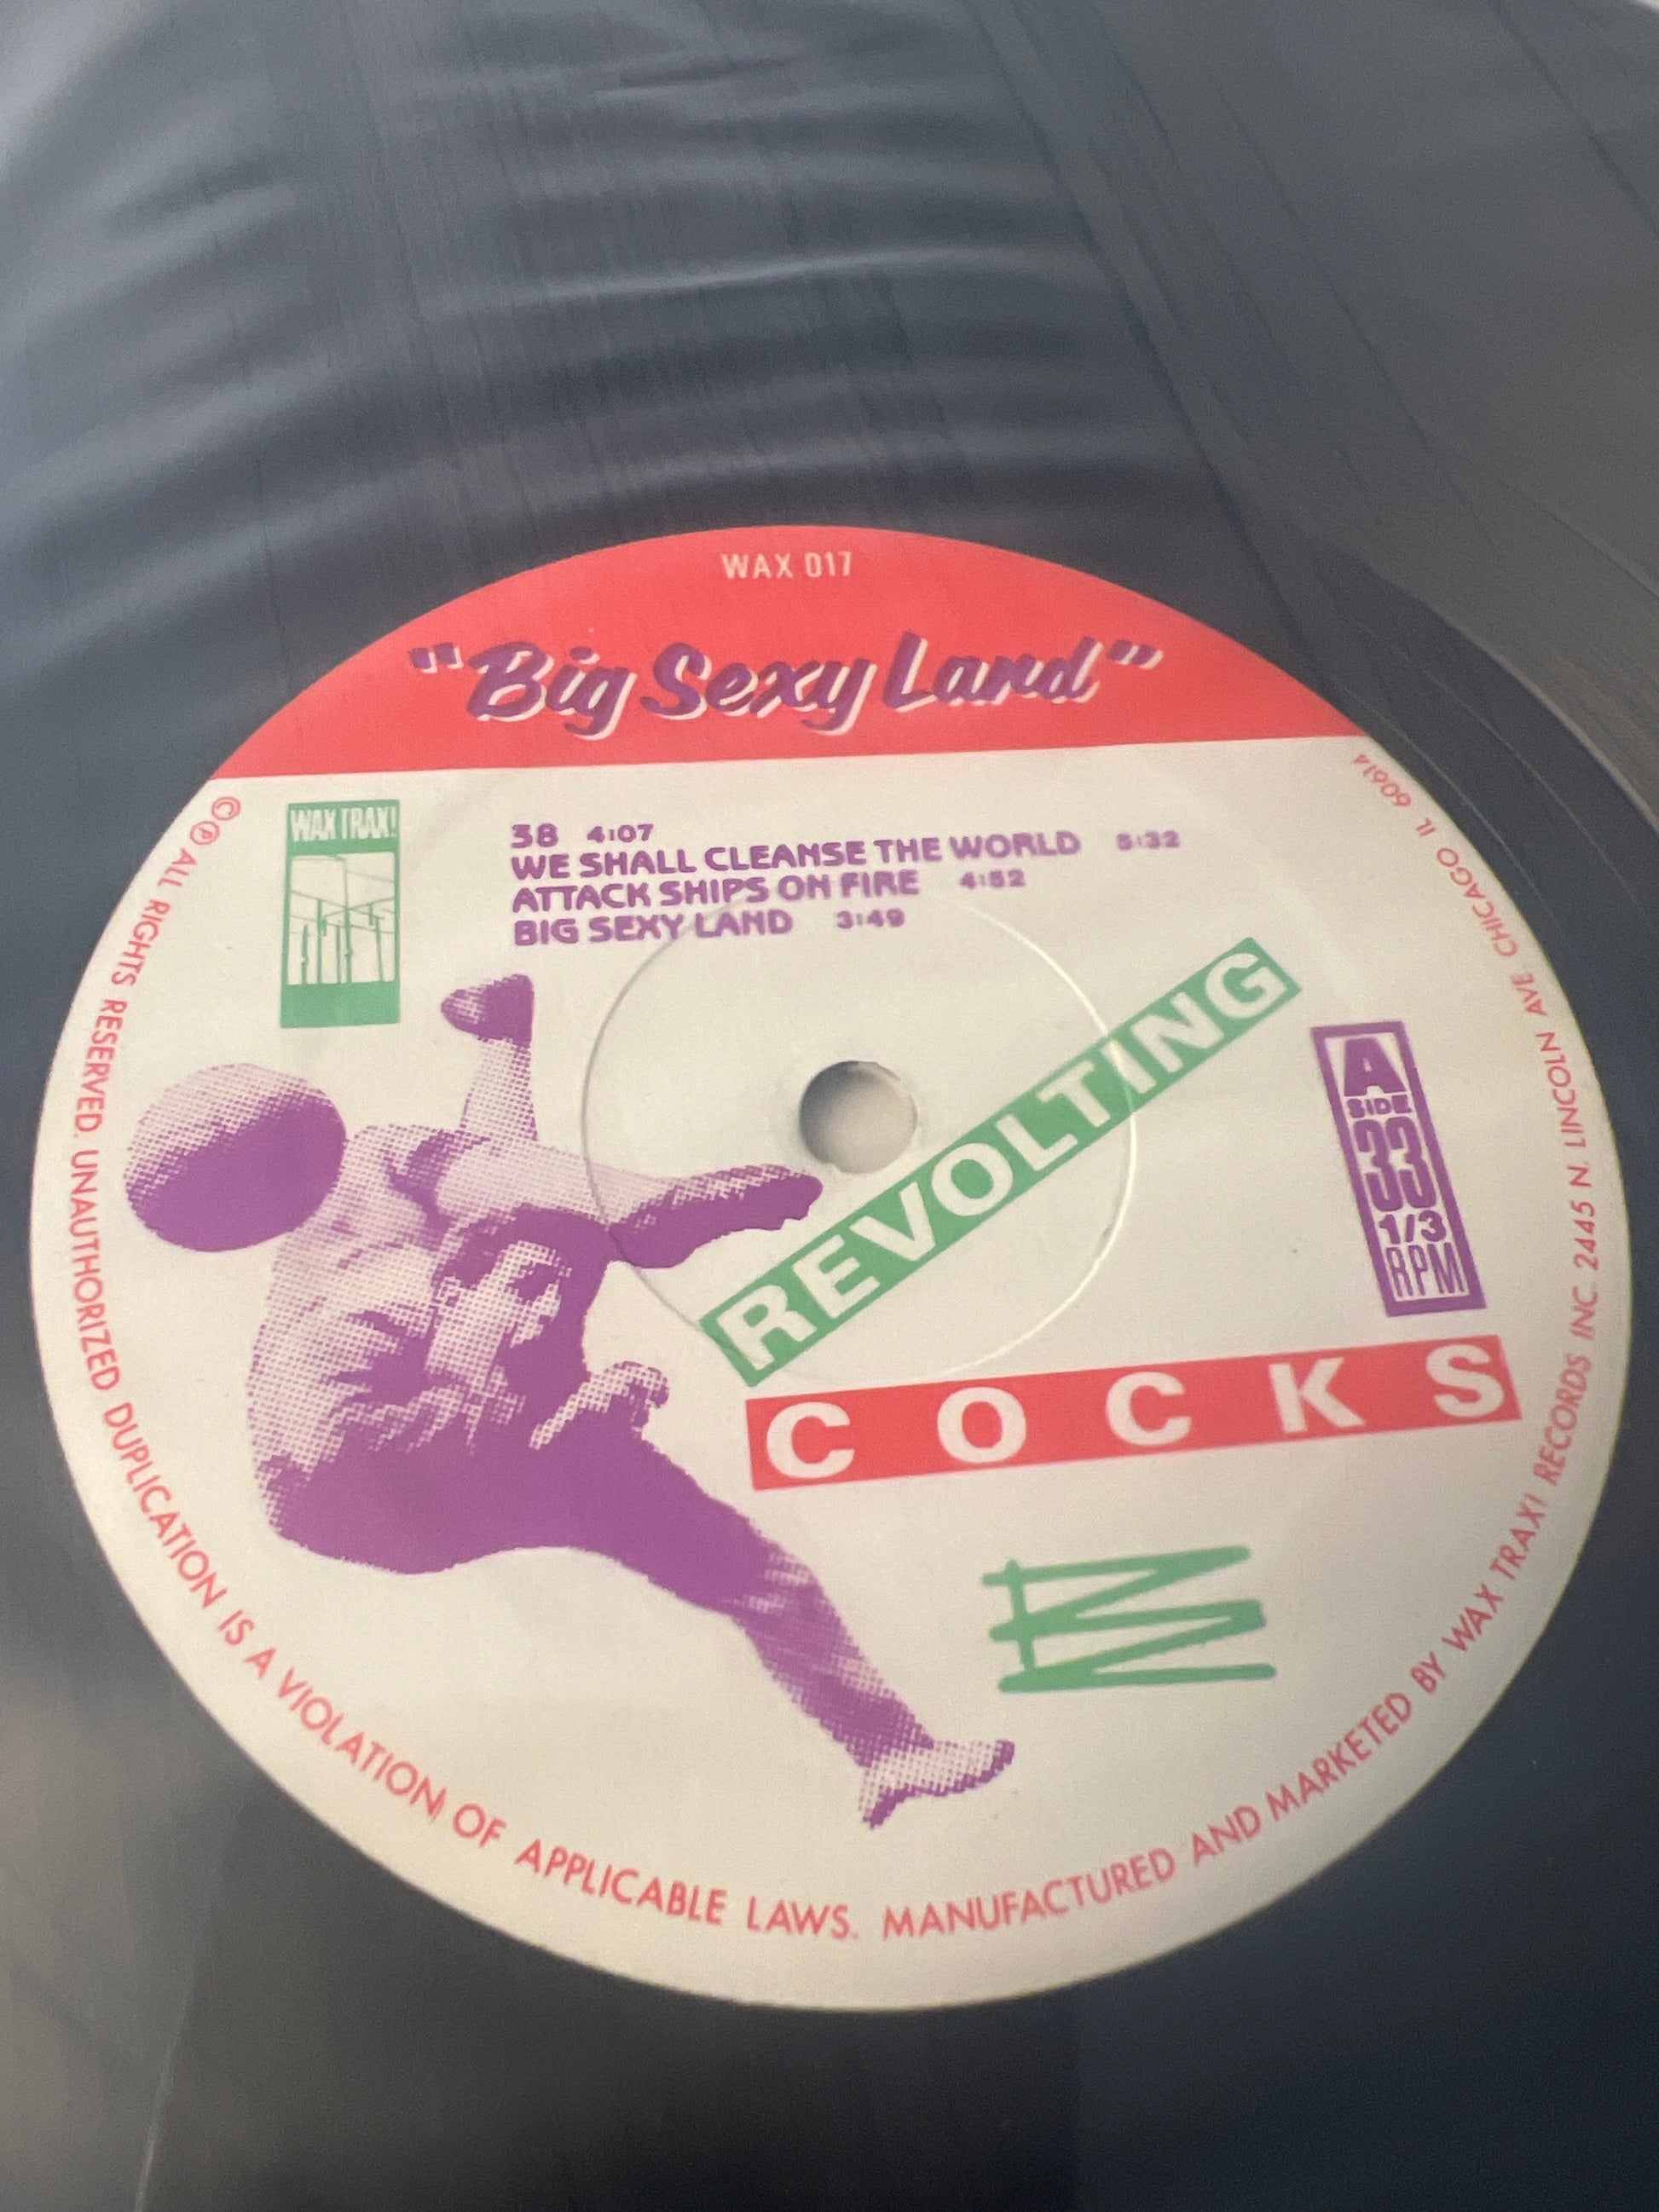 WAX 017
"Big Sexy Land"
WAX TRAX!
38 4:07
WE SHALL CLEANSE THE WORLD 5:32
ATTACK SHIPS ON FIRE 4:52
BIG SEXY LAND 3:49
REVOLTING
COCKS
A
SIDE
33
1/3
RPM
© ℗ ALL RIGHTS RESERVED. UNAUTHORIZED DUPLICATION IS A VIOLATION OF APPLICABLE LAWS. MANUFACTURED AND MARKETED BY WAX TRAX! RECORDS INC. 2445 N. LINCOLN AVE CHICAGO IL 60614